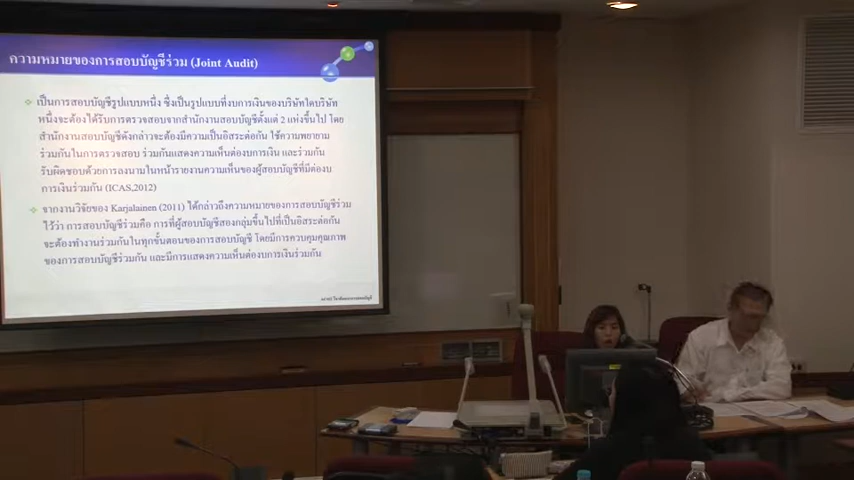 ความหมายของการสอบบัญชีร่วม (Joint Audit)
เป็นการสอบบัญชีรูปแบบหนึ่ง ซึ่งเป็นรูปแบบที่งบการเงินของบริษัทใดบริษัท
หนึ่งจะต้องได้รับการตรวจสอบจากสำนักงานสอบบัญชีตั้งแต่ 2 แห่งขึ้นไป โดย
สำนักงานสอบบัญชีดังกล่าวจะต้องมีความเป็นอิสระต่อกัน ใช้ความพยายาม
ร่วมกันในการตรวจสอบ ร่วมกันแสดงความเห็นต่องบการเงิน และร่วมกัน
รับผิดชอบด้วยการลงนามในหน้ารายงานความเห็นของผู้สอบบัญชีที่มีต่องบ
การเงินร่วมกัน (ICAS,2012)
จากงานวิจัยของ Karjalainen (2011) ได้กล่าวถึงความหมายของการสอบบัญชีร่วม
ไว้ว่า การสอบบัญชีร่วมคือ การที่ผู้สอบบัญชีสองกลุ่มขึ้นไปที่เป็นอิสระต่อกัน
จะต้องทำงานร่วมกันในทุกขั้นตอนของการสอบบัญชี โดยมีการควบคุมคุณภาพ
ของการสอบบัญชีร่วมกัน และมีการแสดงความเห็นต่องบการเงินร่วมกัน